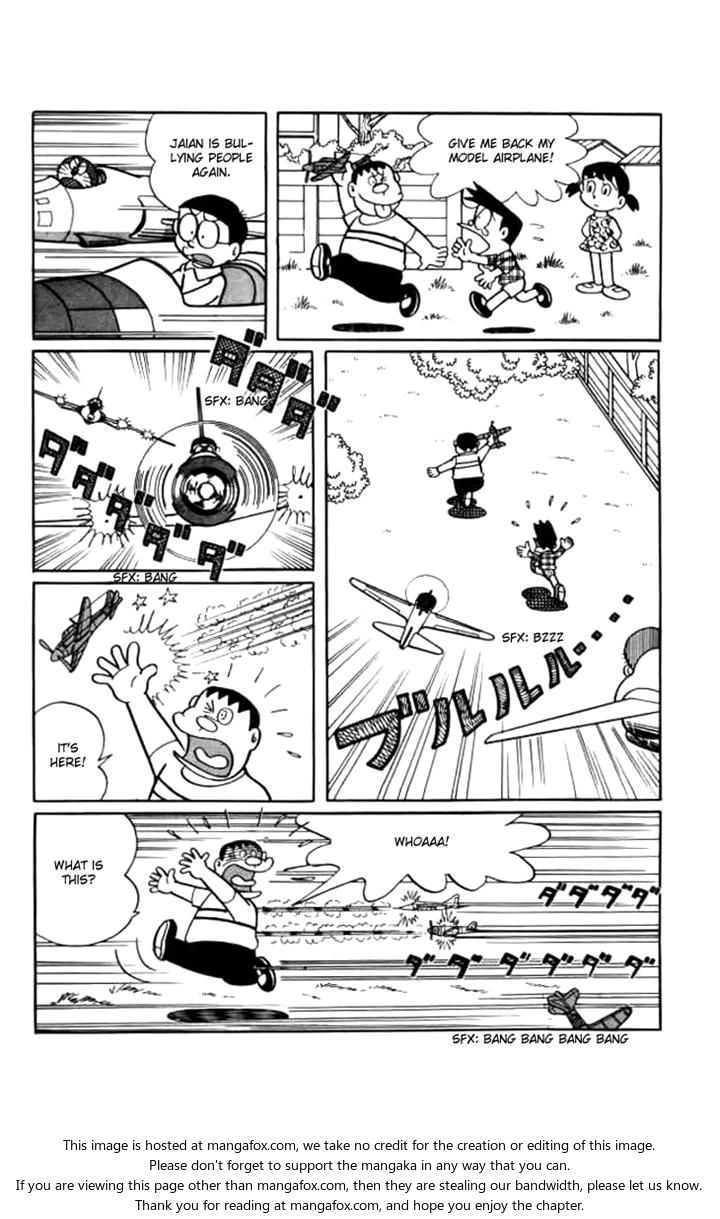 GIVE ME BACK MY
MODEL AIRPLANE!
JAIAN IS BUL-
LYING PEOPLE
AGAIN.
SFX: BZZZ
ブルルル・・・・
ダダダ
SFX: BANG
ダダダダダ
SFX: BANG
IT'S
HERE!
WHOAAA!
WHAT IS
THIS?
ダダダダ
ダダダダダダ
SFX: BANG BANG BANG BANG
This image is hosted at mangafox.com, we take no credit for the creation or editing of this image.
Please don't forget to support the mangaka in any way that you can.
If you are viewing this page other than mangafox.com, then they are stealing our bandwidth, please let us know.
Thank you for reading at mangafox.com, and hope you enjoy the chapter.